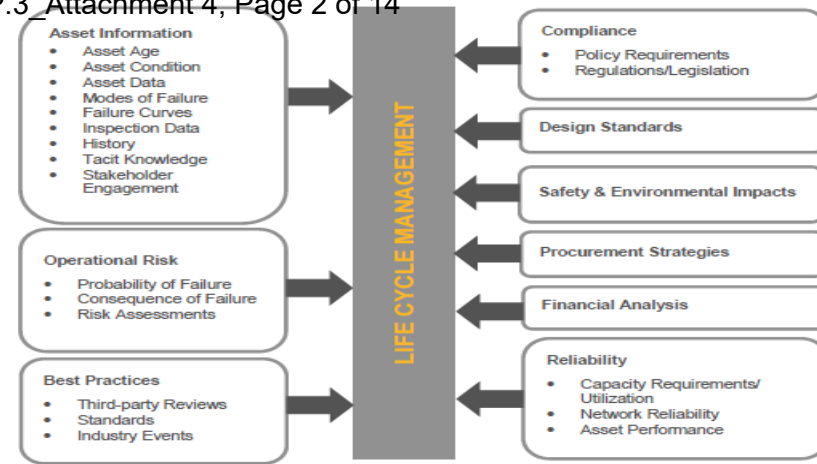 .3_Attachment 4, Page 2 of 14
Asset Information
• Asset Age
• Asset Condition
• Asset Data
• Modes of Failure
• Failure Curves
• Inspection Data
• History
• Tacit Knowledge
• Stakeholder
Engagement
Operational Risk
• Probability of Failure
• Consequence of Failure
• Risk Assessments
Best Practices
• Third-party Reviews
• Standards
• Industry Events
LIFE CYCLE MANAGEMENT
Compliance
• Policy Requirements
• Regulations/Legislation
Design Standards
Safety & Environmental Impacts
Procurement Strategies
Financial Analysis
Reliability
• Capacity Requirements/
Utilization
• Network Reliability
• Asset Performance